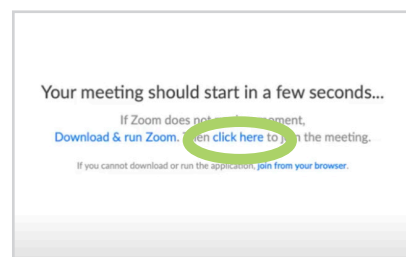 Your meeting should start in a few seconds...
If Zoom does
Download & run Zoom. click here to the meeting.
If you cannot download or run the application, join from your browser.